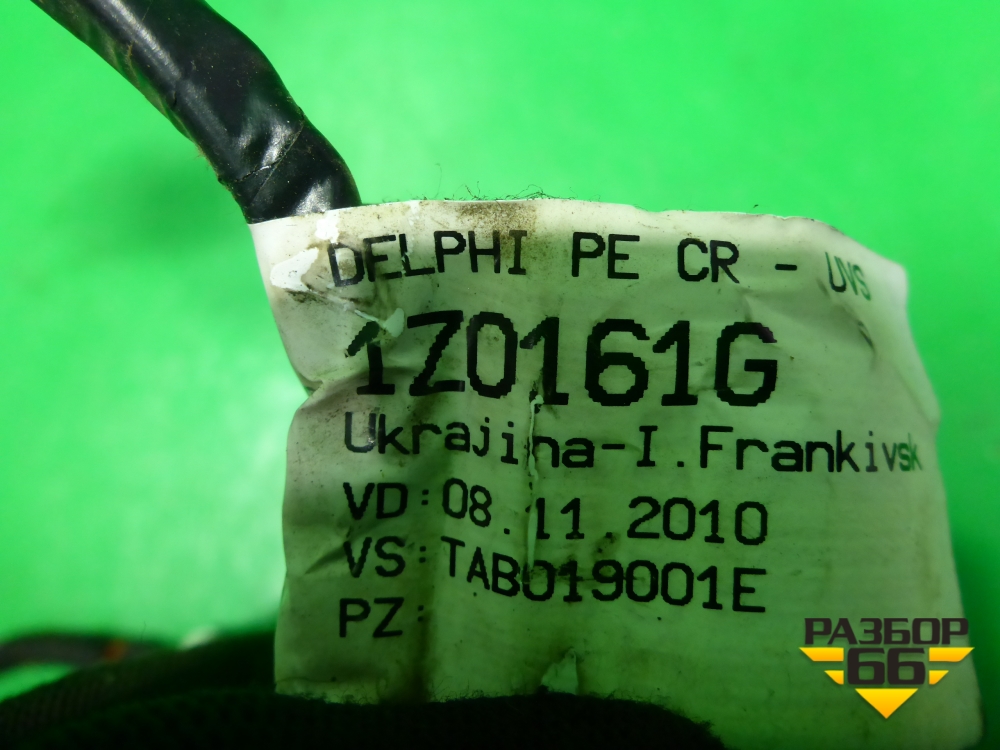 DELPHI PE CR - UVS
1Z0161G
Ukrajina-I.Frankivsk
VD:08.11.2010
VS:TAB019001E
PZ:
РАЗБОР
66